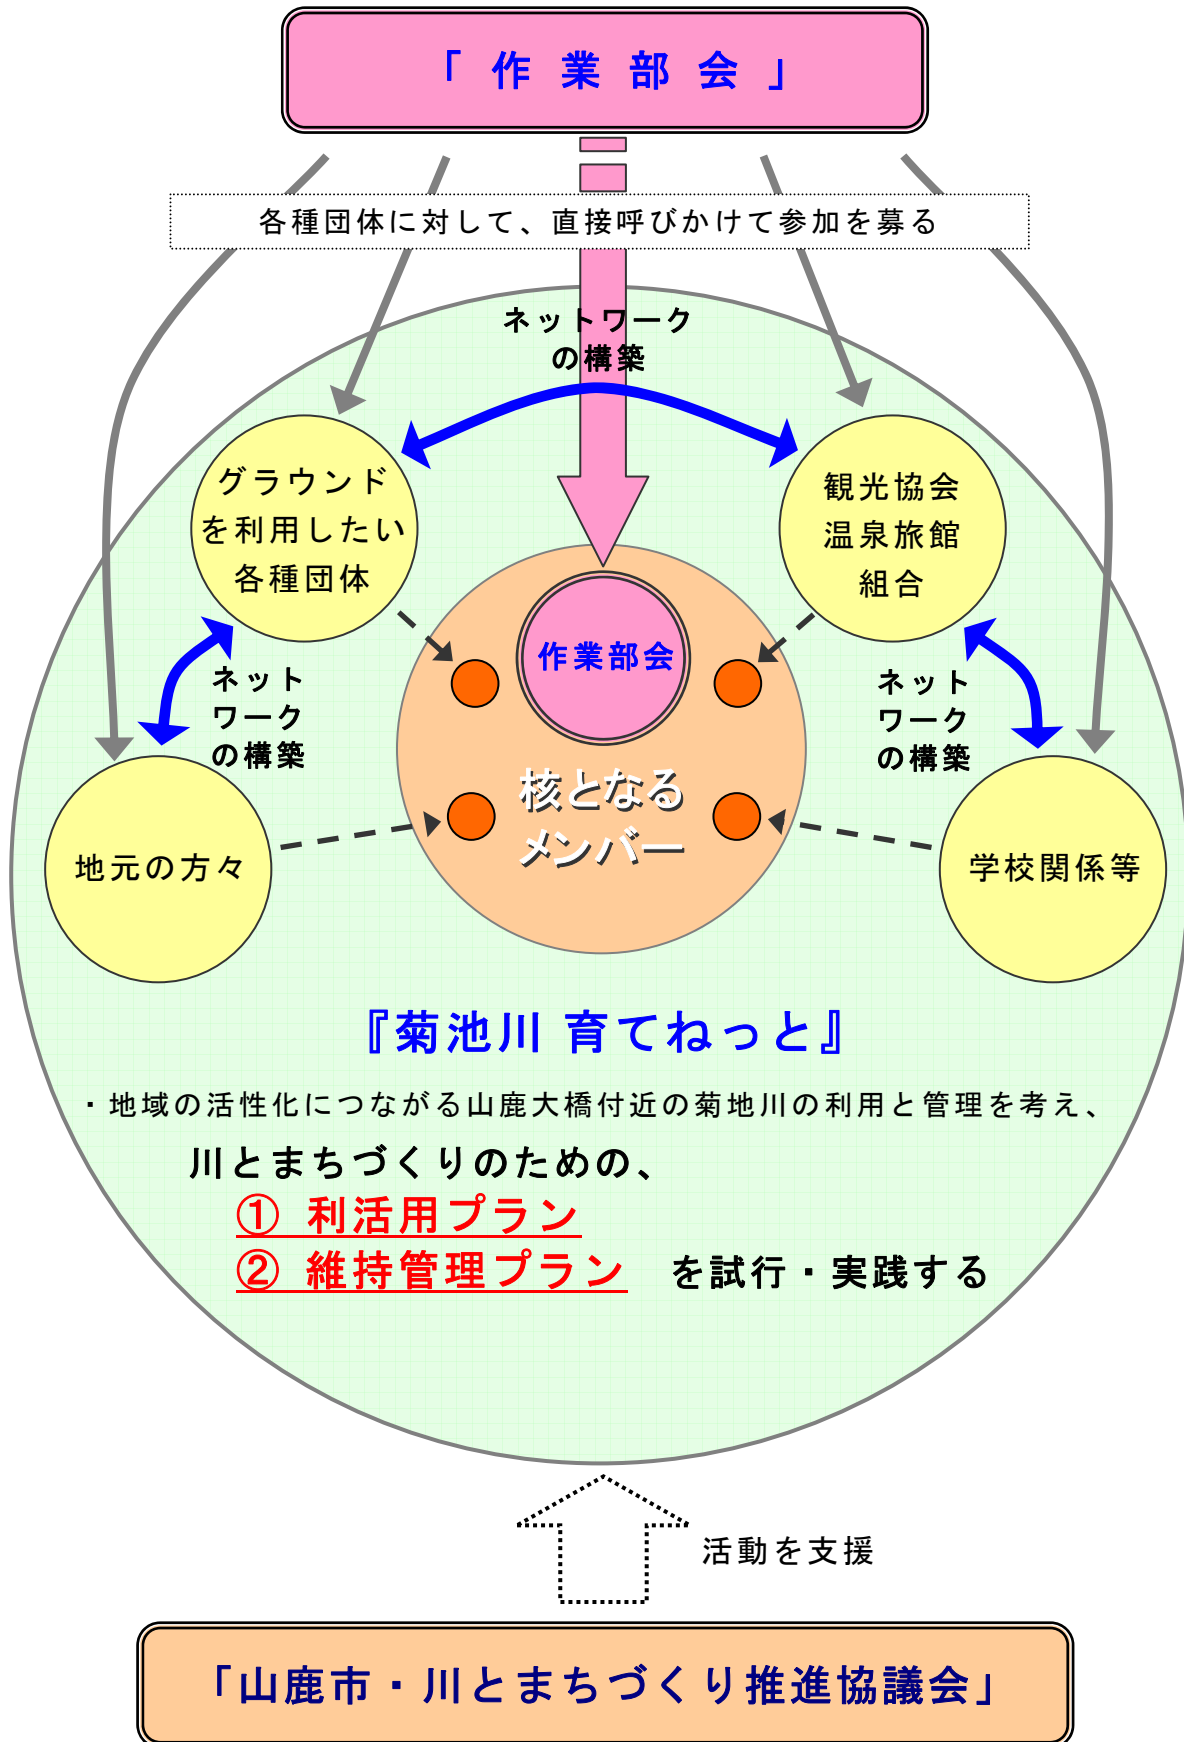 「作業部会」
各種団体に対して、直接呼びかけて参加を募る
ネットワーク
の構築
グラウンド
を利用したい
各種団体
観光協会
温泉旅館
組合
作業部会
ネット
ワーク
の構築
ネット
ワーク
の構築
核となる
メンバー
地元の方々
学校関係等
『菊池川 育てねっと』
・地域の活性化につながる山鹿大橋付近の菊地川の利用と管理を考え、
川とまちづくりのための、
① 利活用プラン
② 維持管理プラン を試行・実践する
活動を支援
「山鹿市・川とまちづくり推進協議会」